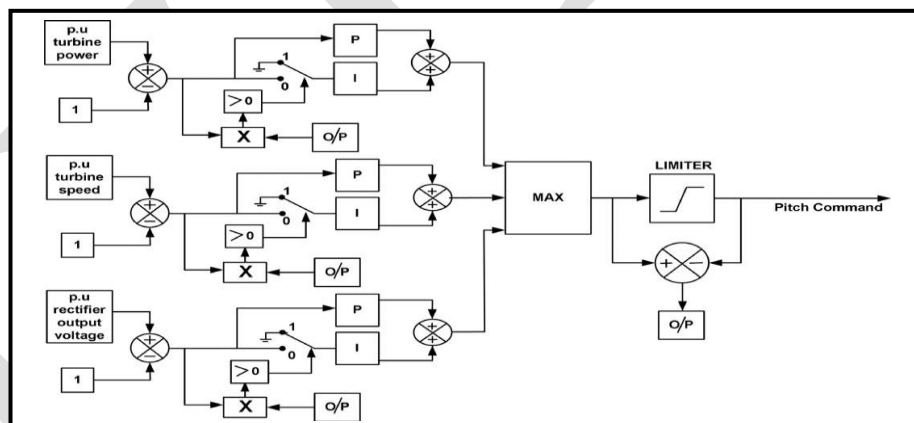 p.u
turbine
power
+
−
1
1
0
>0
X
O/P
P
I
+
+
p.u
turbine
speed
+
−
1
1
0
>0
X
O/P
P
I
+
+
p.u
rectifier
output
voltage
+
−
1
1
0
>0
X
O/P
P
I
+
+
MAX
LIMITER
Pitch Command
+ −
O/P